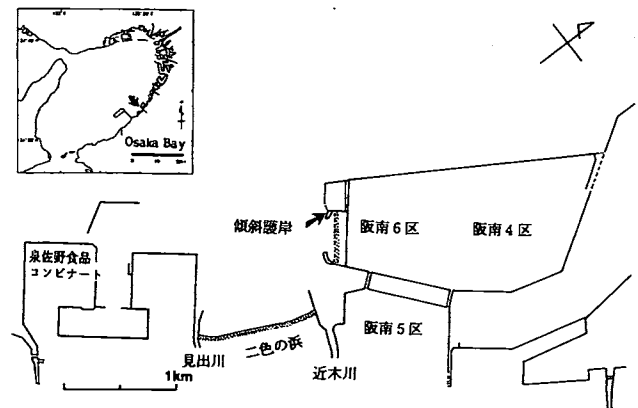 Osaka Bay
傾斜護岸
阪南6区
阪南4区
泉佐野食品
コンビナート
阪南5区
二色の浜
見出川
近木川
1km